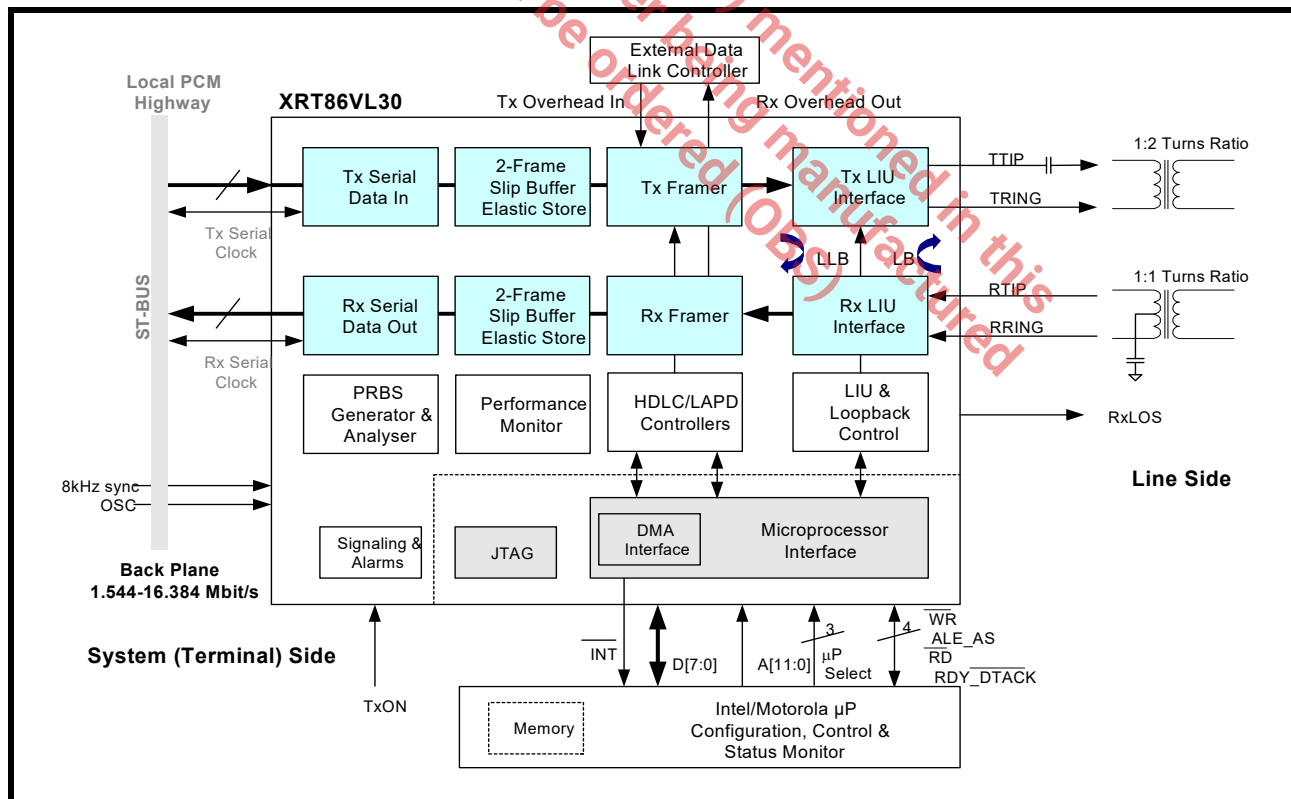 External Data
Link Controller
Local PCM
Highway
XRT86VL30
Tx Overhead In
Rx Overhead Out
mentioned in this
er being manufactured
be ordered (OBS)
Tx Serial
Data In
2-Frame
Slip Buffer
Elastic Store
Tx Framer
Tx LIU
Interface
TTIP
TRING
1:2 Turns Ratio
Tx Serial
Clock
LLB
LB
ST-BUS
Rx Serial
Data Out
2-Frame
Slip Buffer
Elastic Store
Rx Framer
Rx LIU
Interface
RTIP
RRING
1:1 Turns Ratio
Rx Serial
Clock
PRBS
Generator &
Analyser
Performance
Monitor
HDLC/LAPD
Controllers
LIU &
Loopback
Control
RxLOS
Line Side
8kHz sync
OSC
Signaling &
Alarms
JTAG
DMA
Interface
Microprocessor
Interface
Back Plane
1.544-16.384 Mbit/s
System (Terminal) Side
TxON
INT
D[7:0]
A[11:0]
3
μP
Select
4
WR
ALE_AS
RD
RDY_DTACK
Memory
Intel/Motorola µP
Configuration, Control &
Status Monitor